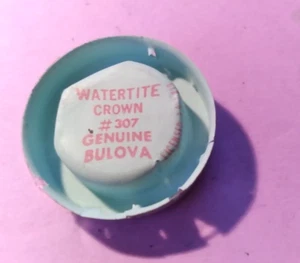 WATERTITE
CROWN
#307
GENUINE
BULOVA